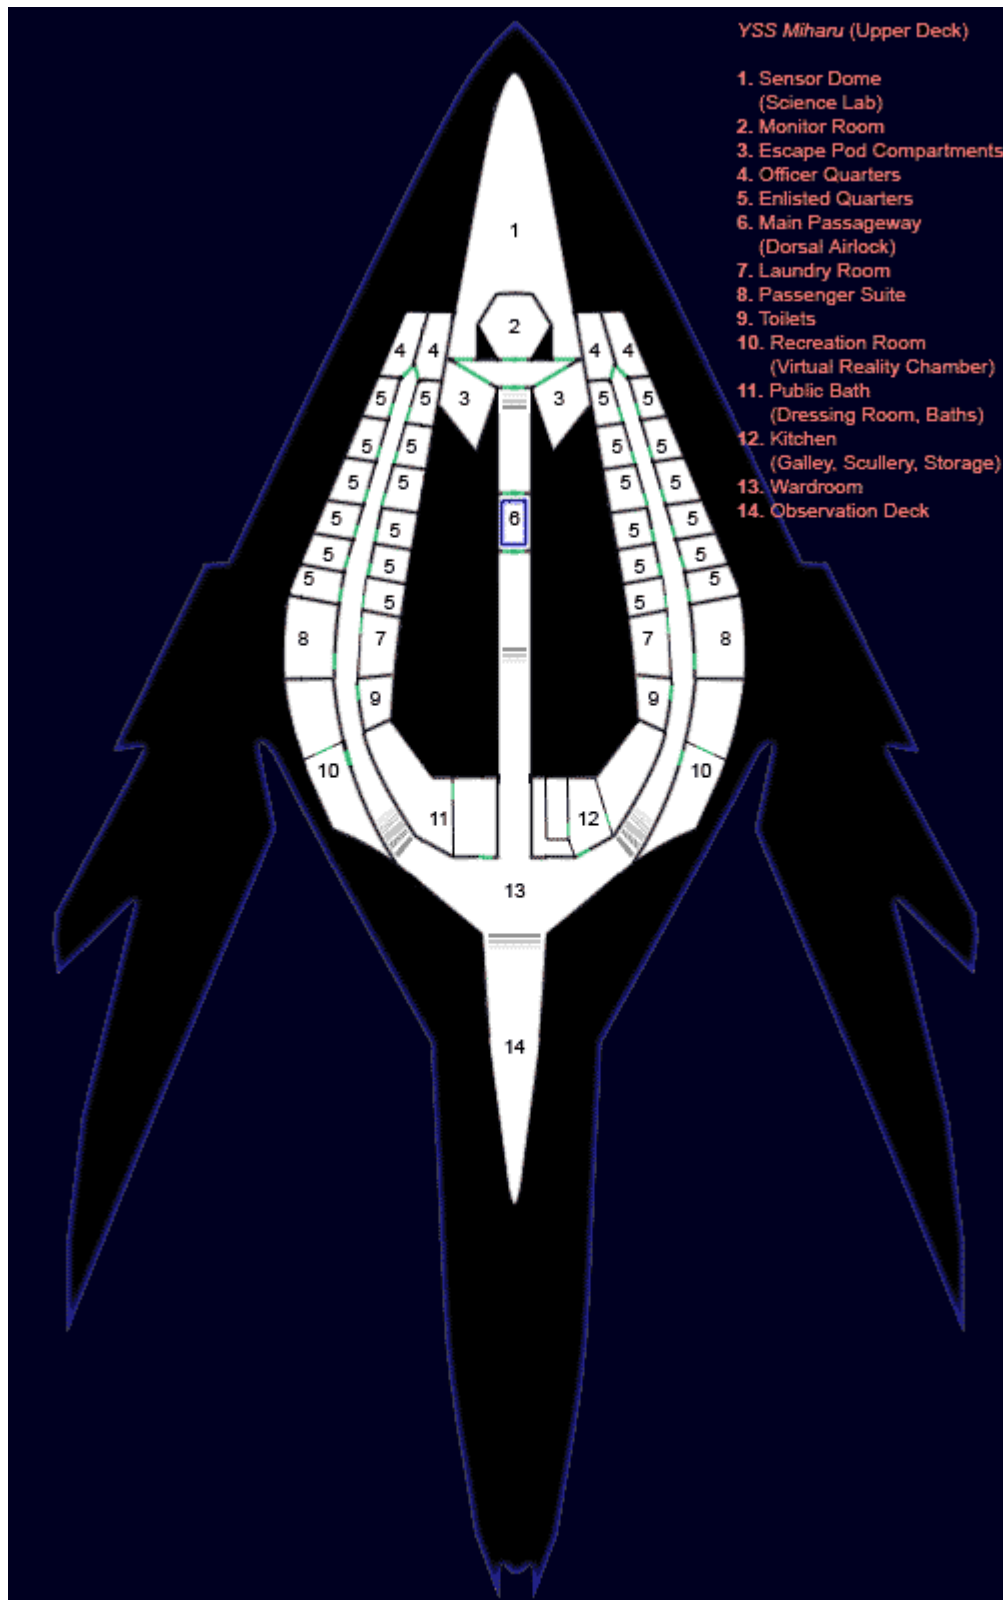 YSS Miharu (Upper Deck)
1. Sensor Dome
(Science Lab)
2. Monitor Room
3. Escape Pod Compartments
4. Officer Quarters
5. Enlisted Quarters
6. Main Passageway
(Dorsal Airlock)
7. Laundry Room
8. Passenger Suite
9. Toilets
10. Recreation Room
(Virtual Reality Chamber)
11. Public Bath
(Dressing Room, Baths)
12. Kitchen
(Galley, Scullery, Storage)
13. Wardroom
14. Observation Deck
1
2
4 4 4 4
5 5 3 3 5 5
5 5 5 5
5 5 5 5
5 5 6 5 5
5 5 5 5
5 5 5 5
8 7 7 8
9 9
10 10
11 12
13
14